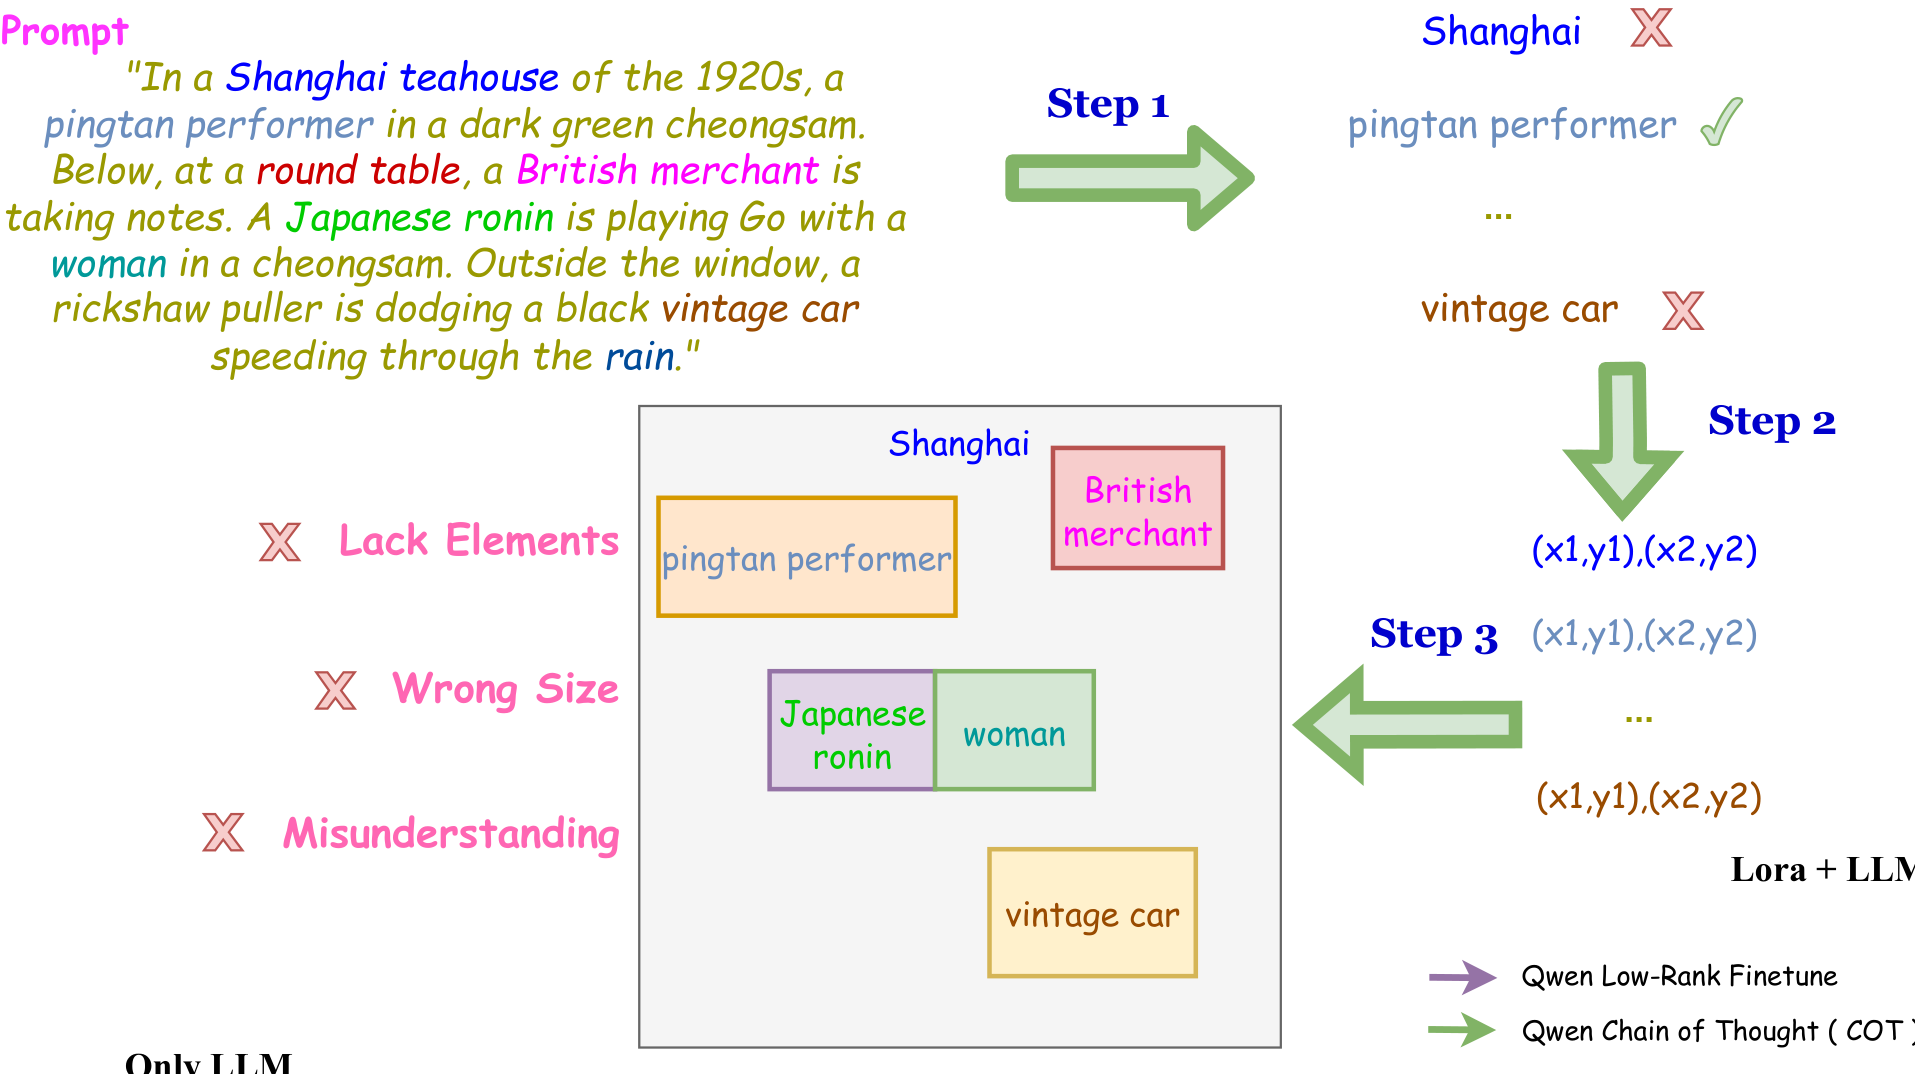 Prompt
"In a Shanghai teahouse of the 1920s, a
pingtan performer in a dark green cheongsam.
Below, at a round table, a British merchant is
taking notes. A Japanese ronin is playing Go with a
woman in a cheongsam. Outside the window, a
rickshaw puller is dodging a black vintage car
speeding through the rain."
Step 1
Shanghai
pingtan performer
...
vintage car
Step 2
(x1,y1),(x2,y2)
(x1,y1),(x2,y2)
...
(x1,y1),(x2,y2)
Step 3
Shanghai
British
merchant
pingtan performer
Japanese
ronin
woman
vintage car
Lack Elements
Wrong Size
Misunderstanding
Lora + LLM
Qwen Low-Rank Finetune
Qwen Chain of Thought ( COT )
Only LLM